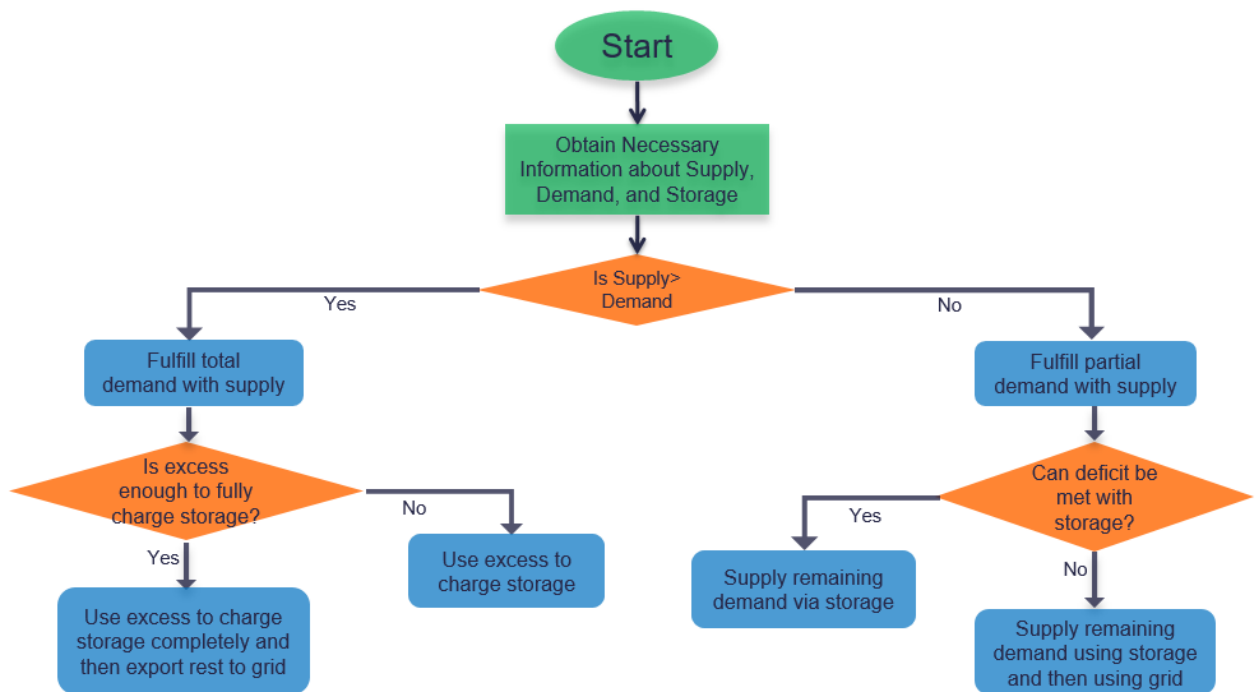 Start
Obtain Necessary
Information about Supply,
Demand, and Storage
Is Supply>
Demand
Yes
No
Fulfill total
demand with supply
Fulfill partial
demand with supply
Is excess
enough to fully
charge storage?
No
Yes
Use excess to
charge storage
Use excess to charge
storage completely and
then export rest to grid
Can deficit be
met with
storage?
Yes
No
Supply remaining
demand via storage
Supply remaining
demand using storage
and then using grid